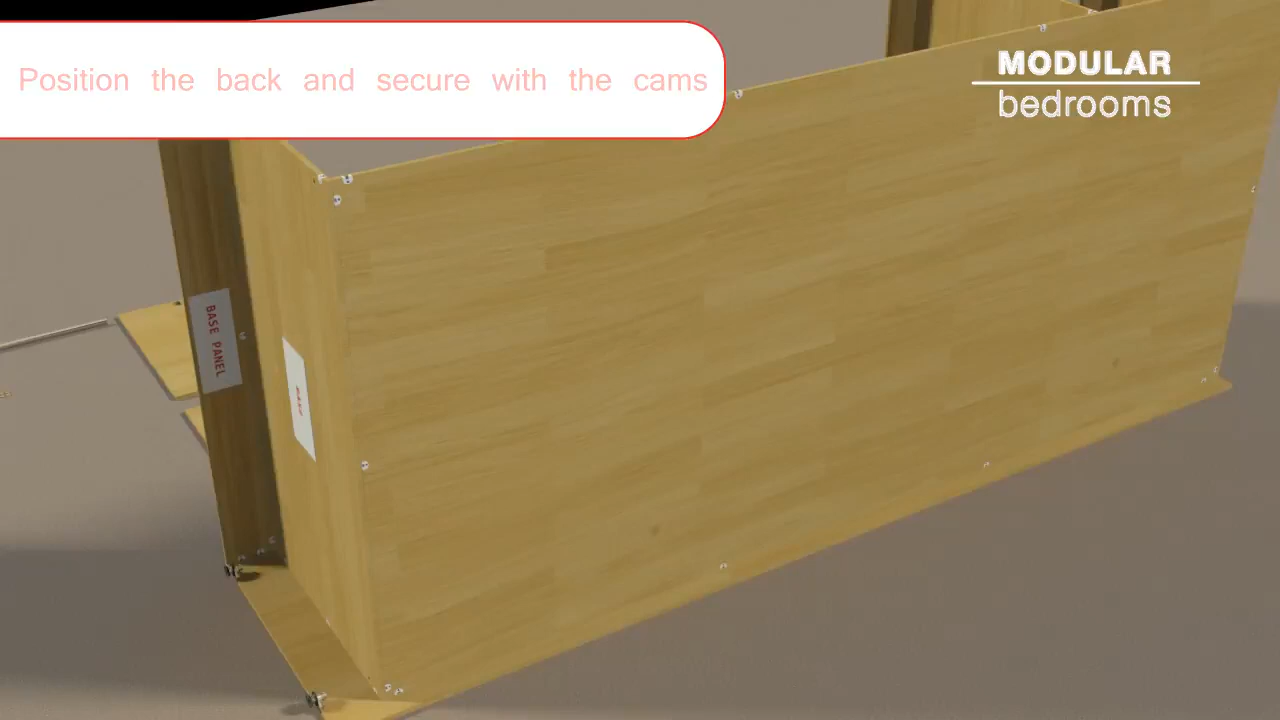 Position the back and secure with the cams
MODULAR
bedrooms
BASE PANEL